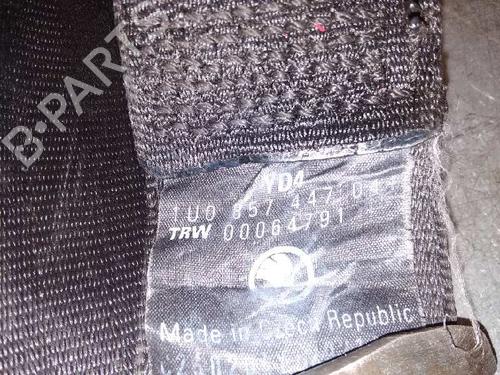 B-PARTS
YD4
1U0 857 447
TRW 00064791
Made in Czech Republic